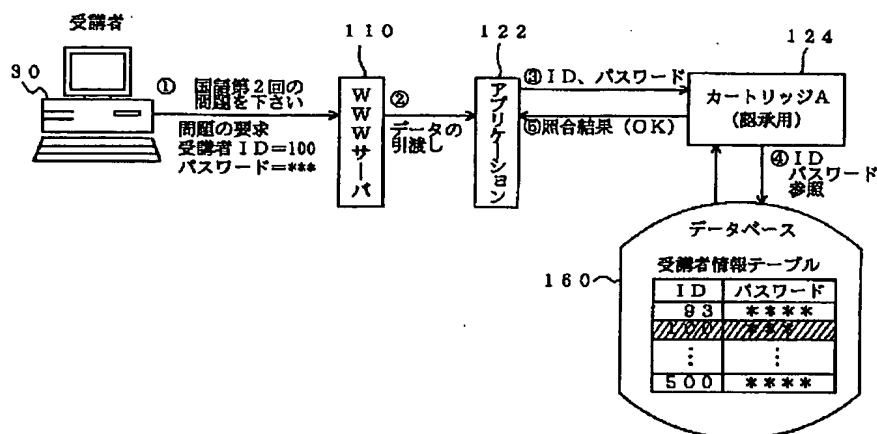 受講者
30
① 国語第2回の
問題を下さい
問題の要求
受講者ID=100
パスワード=***
110
WWWサーバ
②
データの
引渡し
122
アプリケーション
③ID、パスワード
⑤照合結果(OK)
124
カートリッジA
(認承用)
④ID
パスワード
参照
データベース
受講者情報テーブル
160
ID パスワード
83 ****
100 ***
⋮ ⋮
500 ****